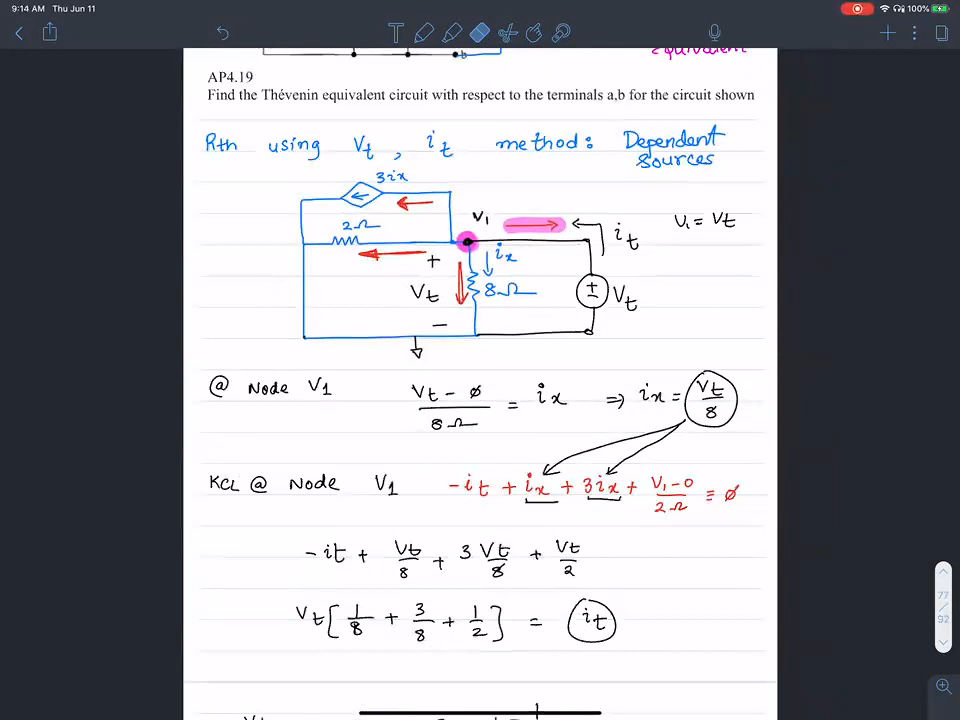 9:14 AM Thu Jun 11
100%
b
equivalent
AP4.19
Find the Thévenin equivalent circuit with respect to the terminals a,b for the circuit shown
Rth using Vt , it method: Dependent Sources
3ix
2Ω
V1
it
V1 = Vt
ix
+
Vt
8Ω
−
+
−
Vt
@ Node V1 (Vt - ∅)/8Ω = ix ⇒ ix = Vt/8
KCL @ Node V1 -it + ix + 3ix + (V1-0)/2Ω ≡ ∅
-it + Vt/8 + 3 Vt/8 + Vt/2
Vt [1/8 + 3/8 + 1/2] = it
77
/
92